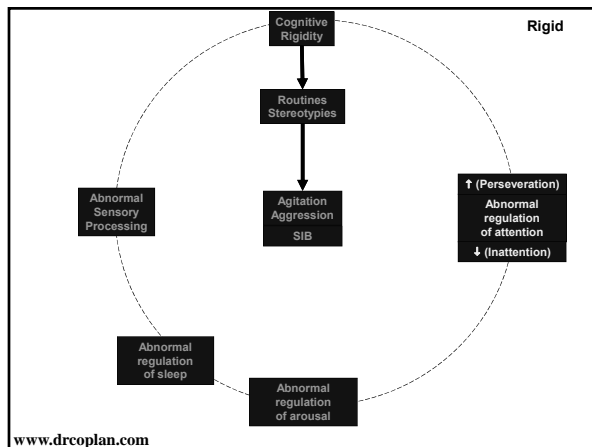 Rigid
Cognitive
Rigidity
Routines
Stereotypies
Abnormal
Sensory
Processing
Agitation
Aggression
SIB
↑ (Perseveration)
Abnormal
regulation
of attention
↓ (Inattention)
Abnormal
regulation
of sleep
Abnormal
regulation
of arousal
www.drcoplan.com